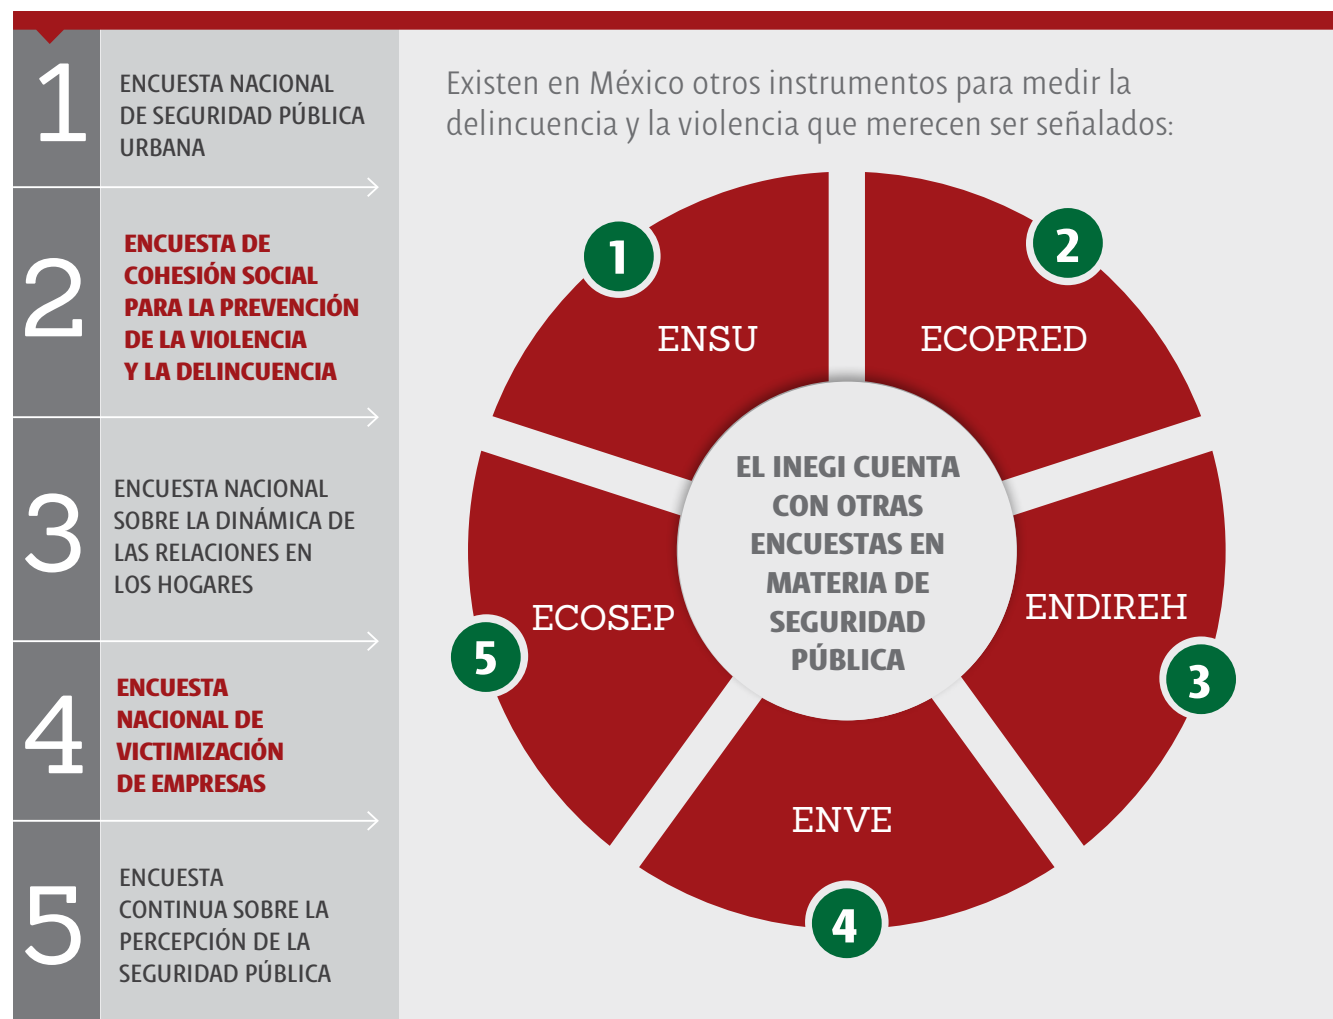 1
ENCUESTA NACIONAL
DE SEGURIDAD PÚBLICA
URBANA
2
ENCUESTA DE
COHESIÓN SOCIAL
PARA LA PREVENCIÓN
DE LA VIOLENCIA
Y LA DELINCUENCIA
3
ENCUESTA NACIONAL
SOBRE LA DINÁMICA DE
LAS RELACIONES EN
LOS HOGARES
4
ENCUESTA
NACIONAL DE
VICTIMIZACIÓN
DE EMPRESAS
5
ENCUESTA
CONTINUA SOBRE LA
PERCEPCIÓN DE LA
SEGURIDAD PÚBLICA
Existen en México otros instrumentos para medir la
delincuencia y la violencia que merecen ser señalados:
1
ENSU
2
ECOPRED
3
ENDIREH
4
ENVE
5
ECOSEP
EL INEGI CUENTA
CON OTRAS
ENCUESTAS EN
MATERIA DE
SEGURIDAD
PÚBLICA